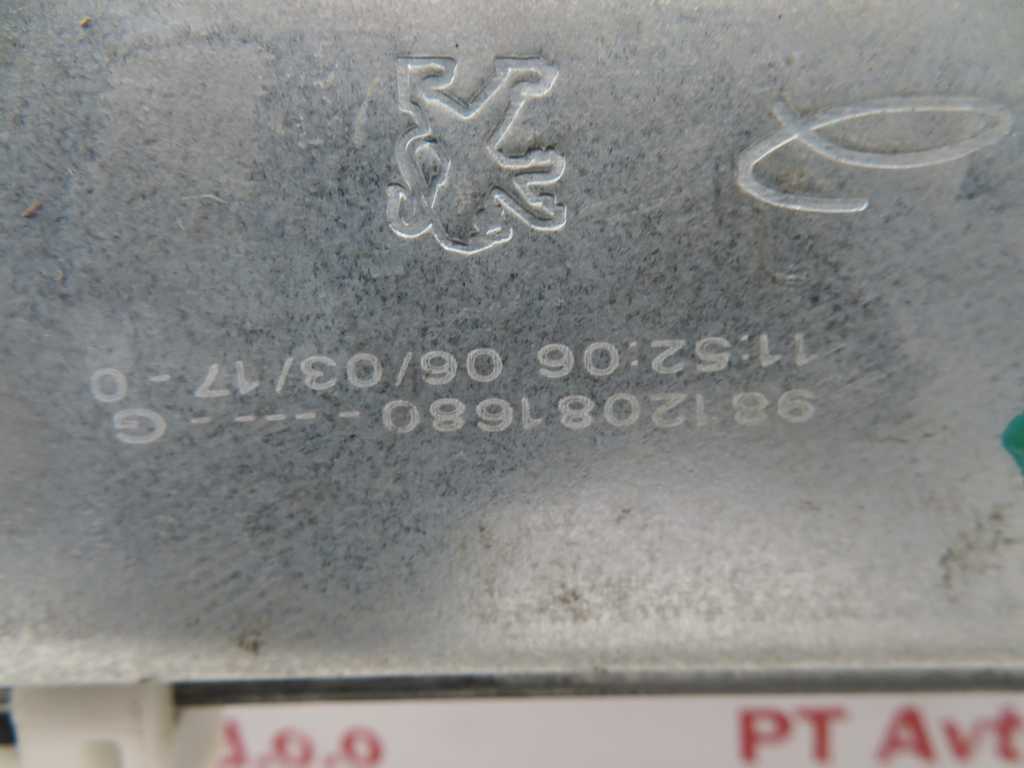 9812081680 - ---- - G
11:52:06 06/03/17 - 0
d.o.o
PT Avt